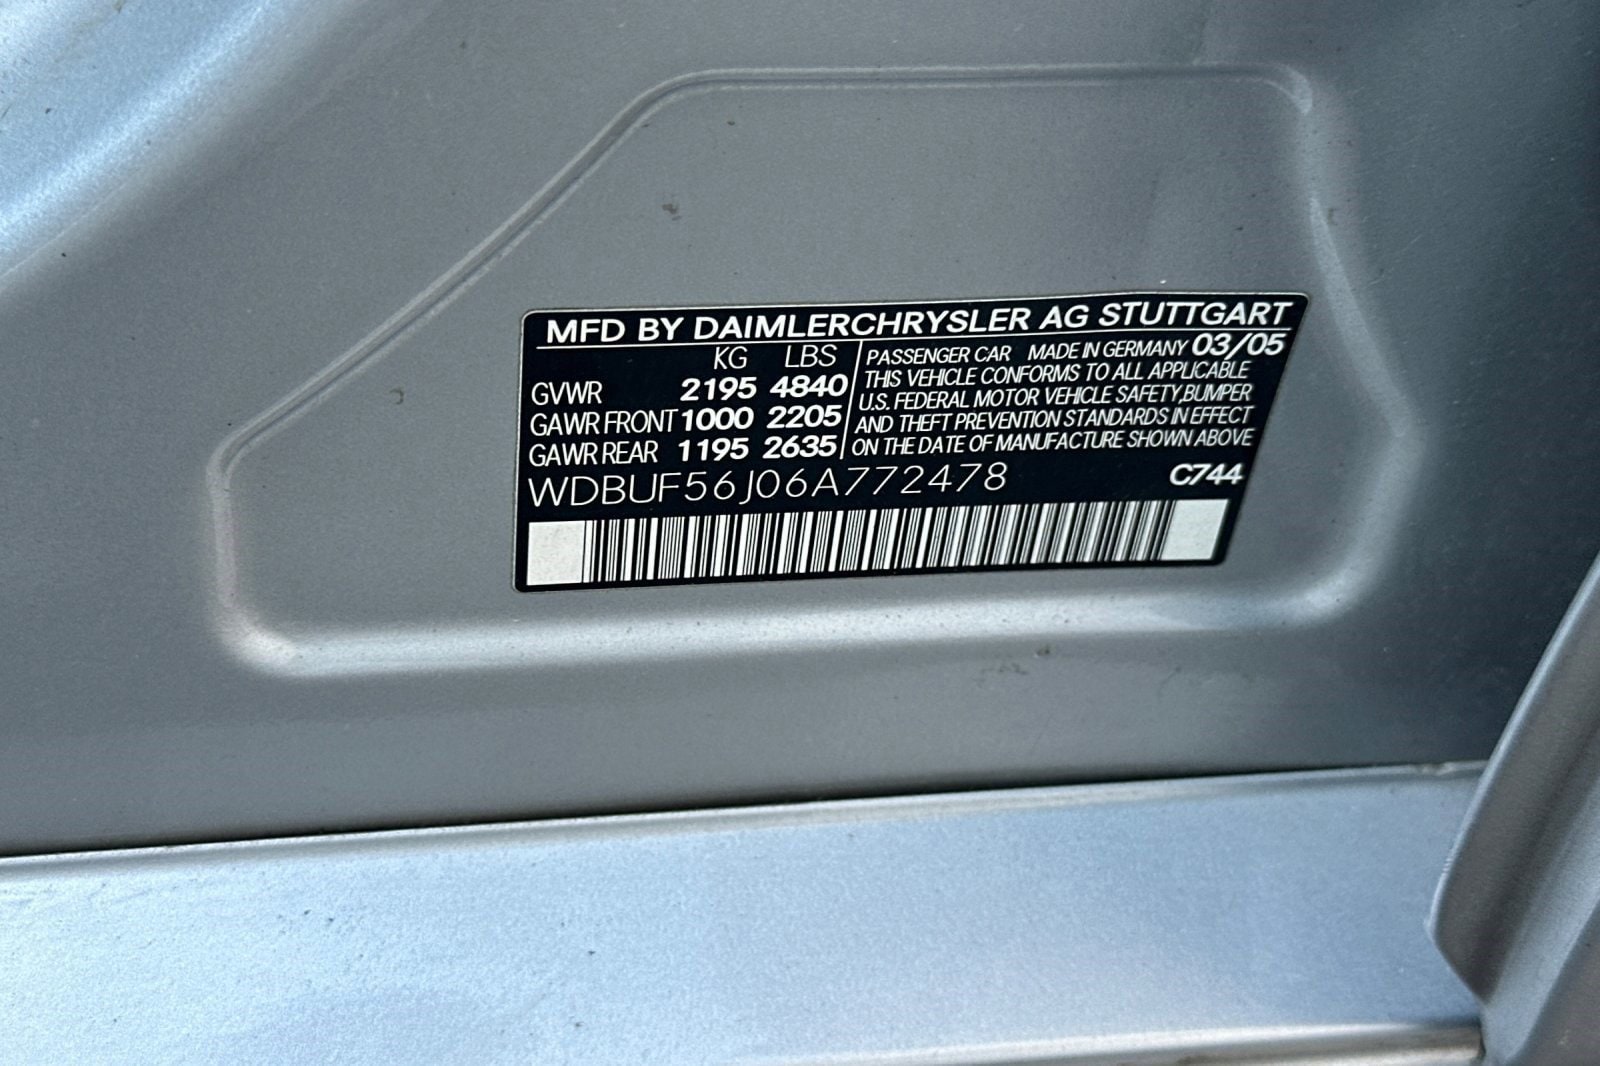 MFD BY DAIMLERCHRYSLER AG STUTTGART
KG LBS
GVWR 2195 4840
GAWR FRONT 1000 2205
GAWR REAR 1195 2635
PASSENGER CAR MADE IN GERMANY 03/05
THIS VEHICLE CONFORMS TO ALL APPLICABLE
U.S. FEDERAL MOTOR VEHICLE SAFETY,BUMPER
AND THEFT PREVENTION STANDARDS IN EFFECT
ON THE DATE OF MANUFACTURE SHOWN ABOVE
WDBUF56J06A772478 C744